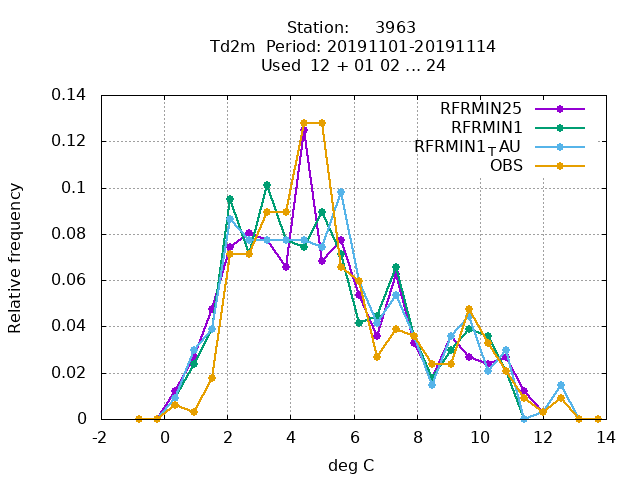 Station:     3963
Td2m  Period: 20191101-20191114
Used  12 + 01 02 ... 24
RFRMIN25
RFRMIN1
RFRMIN1_TAU
OBS
0.14
0.12
0.1
0.08
0.06
0.04
0.02
0
Relative frequency
-2 0 2 4 6 8 10 12 14
deg C